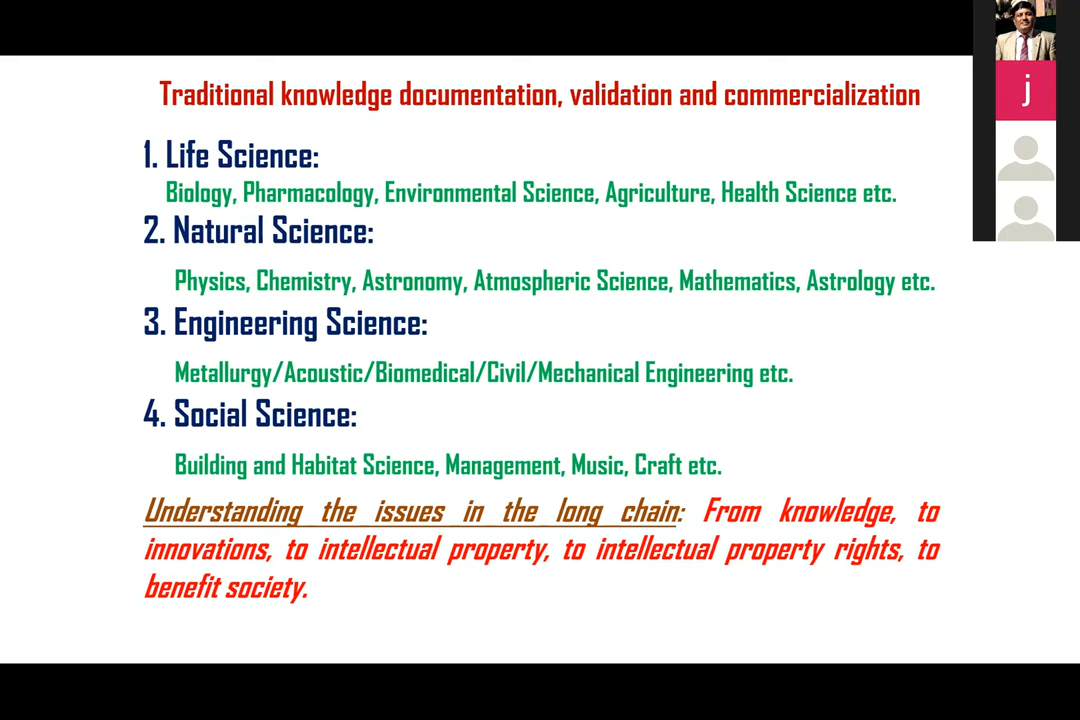 Traditional knowledge documentation, validation and commercialization
1. Life Science:
Biology, Pharmacology, Environmental Science, Agriculture, Health Science etc.
2. Natural Science:
Physics, Chemistry, Astronomy, Atmospheric Science, Mathematics, Astrology etc.
3. Engineering Science:
Metallurgy/Acoustic/Biomedical/Civil/Mechanical Engineering etc.
4. Social Science:
Building and Habitat Science, Management, Music, Craft etc.
Understanding the issues in the long chain: From knowledge, to
innovations, to intellectual property, to intellectual property rights, to
benefit society.
j